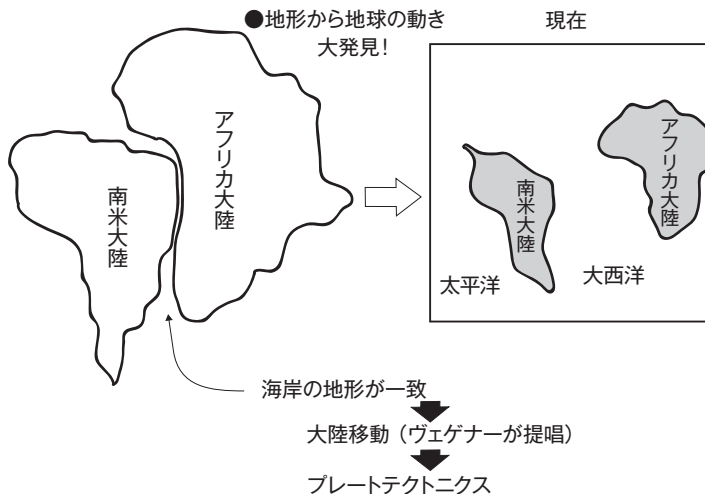 ●地形から地球の動き
大発見！
現在
アフリカ大陸
南米大陸
アフリカ大陸
南米大陸
太平洋
大西洋
海岸の地形が一致
大陸移動（ヴェゲナーが提唱）
プレートテクトニクス